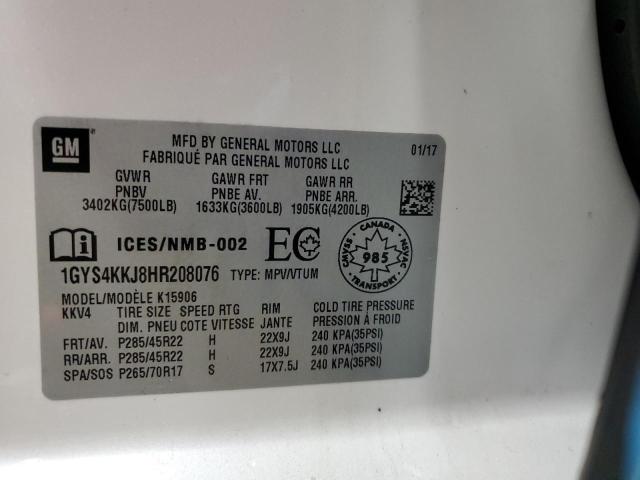 GM
MFD BY GENERAL MOTORS LLC 01/17
FABRIQUÉ PAR GENERAL MOTORS LLC
GVWR GAWR FRT GAWR RR
PNBV PNBE AV. PNBE ARR.
3402KG(7500LB) 1633KG(3600LB) 1905KG(4200LB)
ICES/NMB-002 EC CANADA CMVSS 985 NSVAC TRANSPORT
1GYS4KKJ8HR208076 TYPE: MPV/VTUM
MODEL/MODÈLE K15906
KKV4 TIRE SIZE SPEED RTG RIM COLD TIRE PRESSURE
DIM. PNEU COTE VITESSE JANTE PRESSION À FROID
FRT/AV. P285/45R22 H 22X9J 240 KPA(35PSI)
RR/ARR. P285/45R22 H 22X9J 240 KPA(35PSI)
SPA/SOS P265/70R17 S 17X7.5J 240 KPA(35PSI)